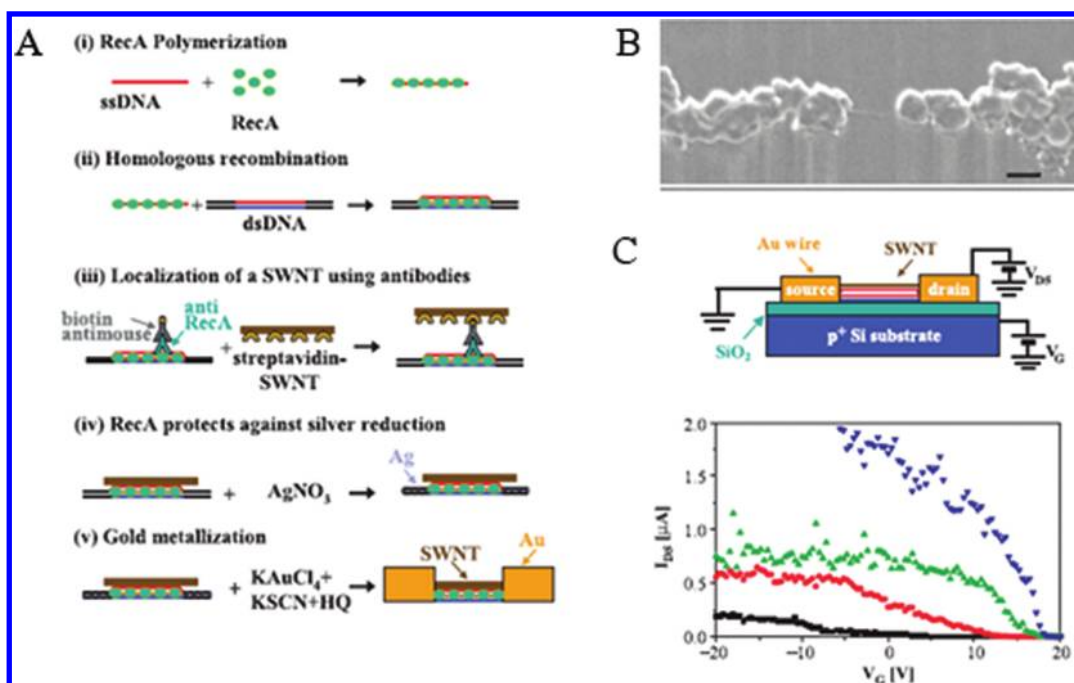 A
(i) RecA Polymerization
ssDNA
+
RecA
(ii) Homologous recombination
+
dsDNA
(iii) Localization of a SWNT using antibodies
biotin
antimouse
anti
RecA
+
streptavidin-
SWNT
(iv) RecA protects against silver reduction
+
AgNO3
Ag
(v) Gold metallization
+
KAuCl4+
KSCN+HQ
SWNT
Au
B
C
Au wire
SWNT
source
drain
VDS
SiO2
p+ Si substrate
VG
IDS [μA]
2.0
1.5
1.0
0.5
0.0
-20
-10
0
10
20
VG [V]